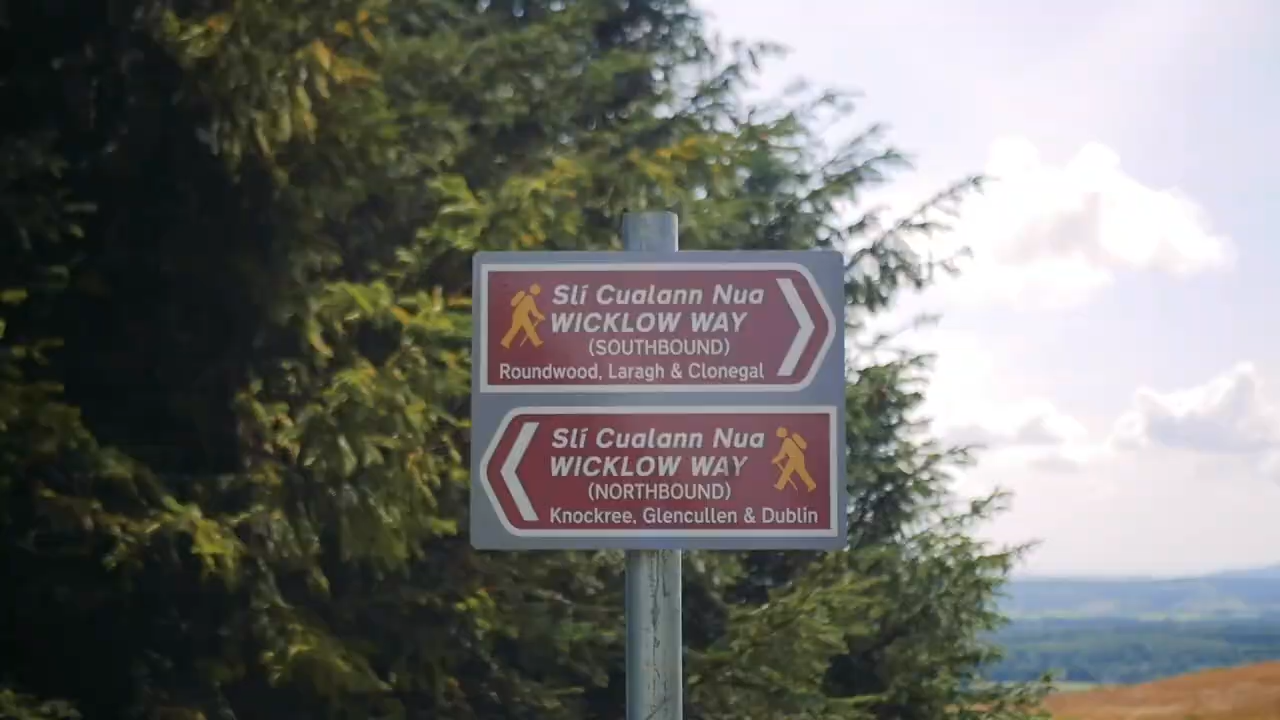 Slí Cualann Nua
WICKLOW WAY
(SOUTHBOUND)
Roundwood, Laragh & Clonegal
Slí Cualann Nua
WICKLOW WAY
(NORTHBOUND)
Knockree, Glencullen & Dublin